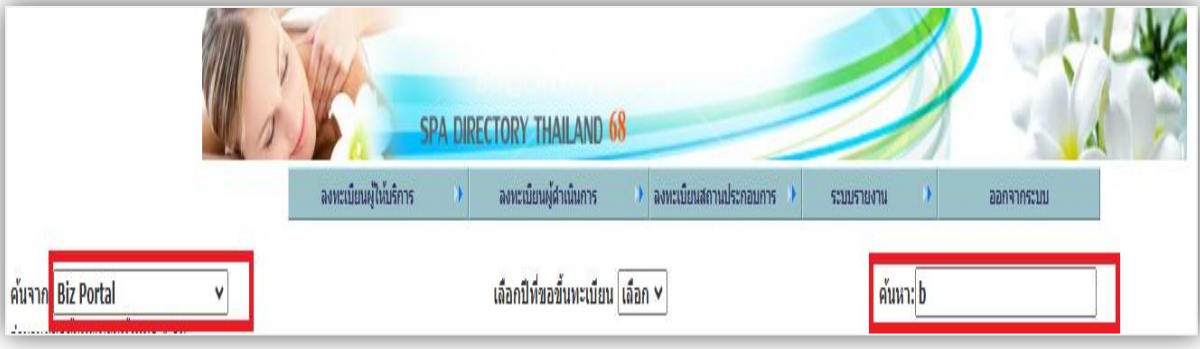 SPA DIRECTORY THAILAND 68
ลงทะเบียนผู้ให้บริการ ลงทะเบียนผู้ดำเนินการ ลงทะเบียนสถานประกอบการ ระบบรายงาน ออกจากระบบ
ค้นจาก Biz Portal เลือกปีที่ขอขึ้นทะเบียน เลือก ค้นหา: b